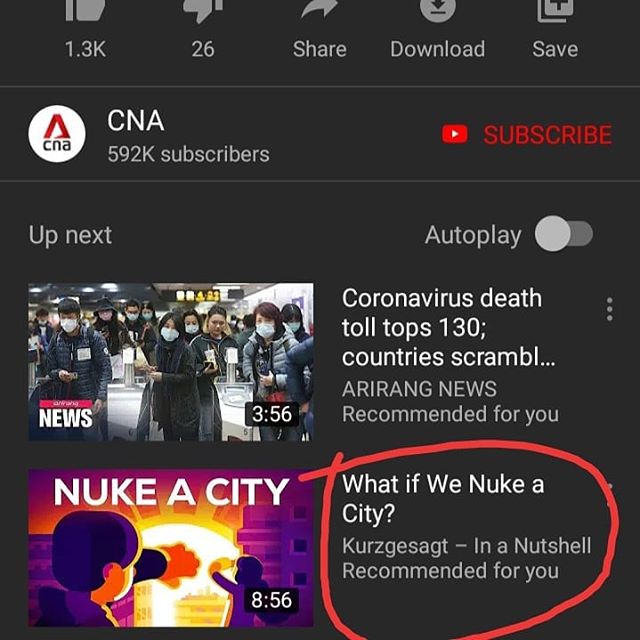 1.3K 26 Share Download Save
CNA
cna
592K subscribers
SUBSCRIBE
Up next Autoplay
Coronavirus death
toll tops 130;
countries scrambl...
ARIRANG NEWS
Recommended for you
arirang
NEWS
3:56
What if We Nuke a
City?
Kurzgesagt – In a Nutshell
Recommended for you
NUKE A CITY
8:56